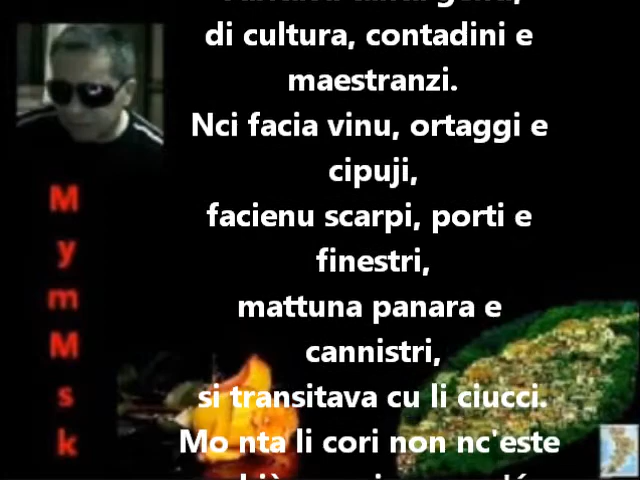 di cultura, contadini e
maestranzi.
Nci facia vinu, ortaggi e
cipuji,
facienu scarpi, porti e
finestri,
mattuna panara e
cannistri,
si transitava cu li ciucci.
Mo nta li cori non nc'este
M
y
m
M
s
k